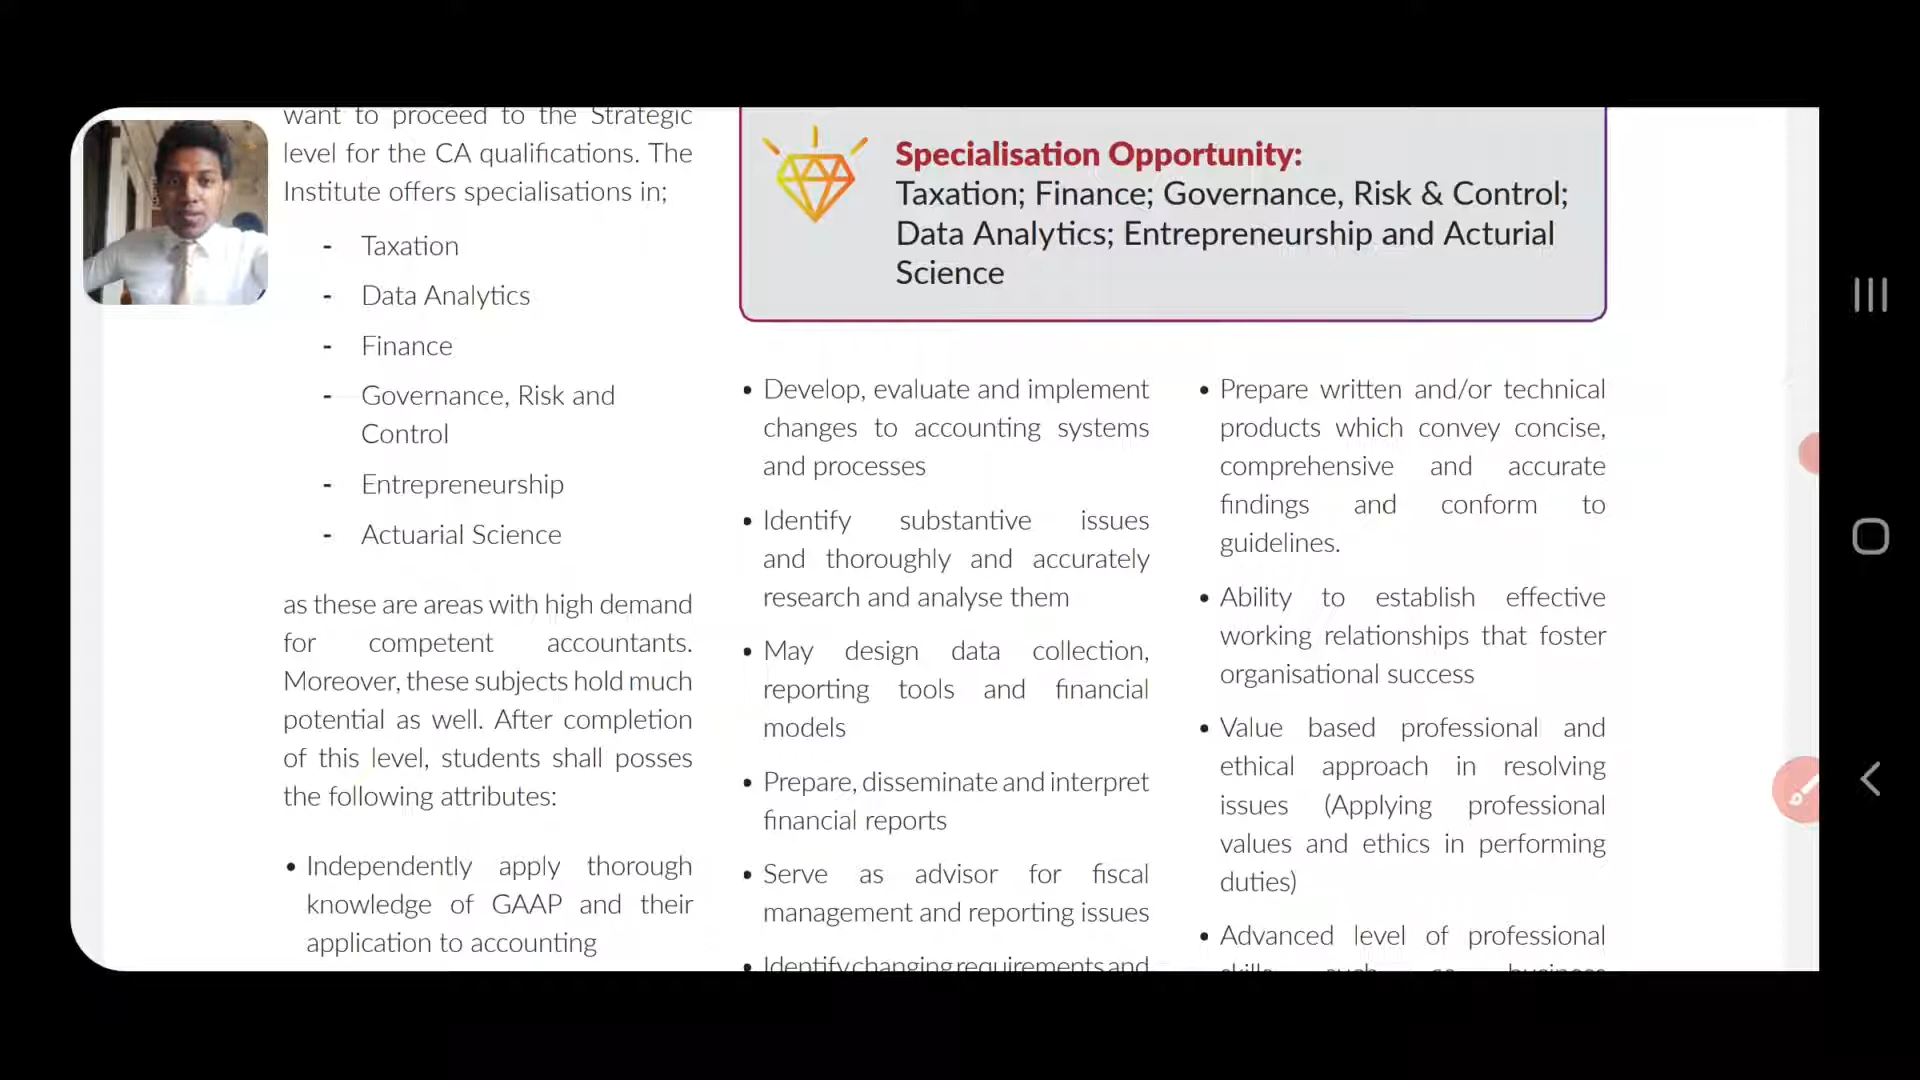 want to proceed to the Strategic
level for the CA qualifications. The
Institute offers specialisations in;
- Taxation
- Data Analytics
- Finance
- Governance, Risk and
Control
- Entrepreneurship
- Actuarial Science
as these are areas with high demand
for competent accountants.
Moreover, these subjects hold much
potential as well. After completion
of this level, students shall posses
the following attributes:
• Independently apply thorough
knowledge of GAAP and their
application to accounting
Specialisation Opportunity:
Taxation; Finance; Governance, Risk & Control;
Data Analytics; Entrepreneurship and Acturial
Science
• Develop, evaluate and implement
changes to accounting systems
and processes
• Identify substantive issues
and thoroughly and accurately
research and analyse them
• May design data collection,
reporting tools and financial
models
• Prepare, disseminate and interpret
financial reports
• Serve as advisor for fiscal
management and reporting issues
• Identify changing requirements and
• Prepare written and/or technical
products which convey concise,
comprehensive and accurate
findings and conform to
guidelines.
• Ability to establish effective
working relationships that foster
organisational success
• Value based professional and
ethical approach in resolving
issues (Applying professional
values and ethics in performing
duties)
• Advanced level of professional
skills such as business